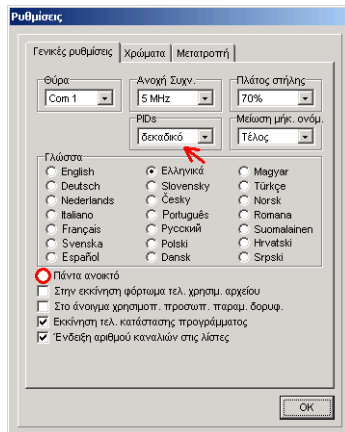 Ρυθμίσεις
Γενικές ρυθμίσεις Χρώματα Μετατροπή
Θύρα Ανοχή Συχν. Πλάτος στήλης
Com 1 5 MHz 70%
PIDs Μείωση μήκ. ονόμ.
δεκαδικό Τέλος
Γλώσσα
English Ελληνικά Magyar
Deutsch Slovensky Türkçe
Nederlands Česky Norsk
Italiano Português Romana
Français Русский Suomalainen
Svenska Polski Hrvatski
Español Dansk Srpski
Πάντα ανοικτό
Στην εκκίνηση φόρτωμα τελ. χρησιμ. αρχείου
Στο άνοιγμα χρησιμοπ. προσωπ. παραμ. δορυφ.
Εκκίνηση τελ. κατάστασης προγράμματος
Ένδειξη αριθμού καναλιών στις λίστες
OK